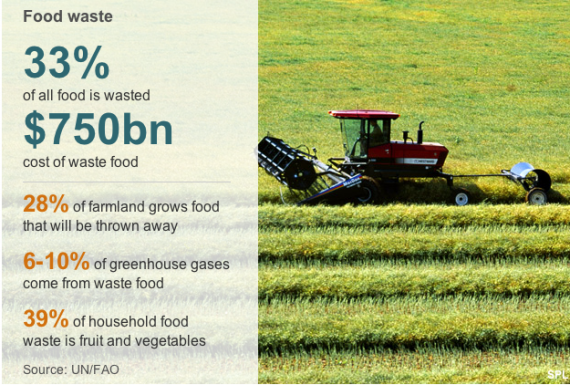 Food waste
33%
of all food is wasted
$750bn
cost of waste food
28% of farmland grows food
that will be thrown away
6-10% of greenhouse gases
come from waste food
39% of household food
waste is fruit and vegetables
Source: UN/FAO
SPL